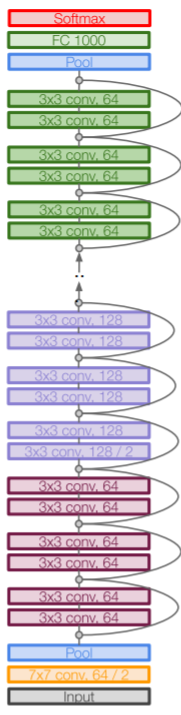 Softmax
FC 1000
Pool
3x3 conv, 64
3x3 conv, 64
3x3 conv, 64
3x3 conv, 64
3x3 conv, 64
3x3 conv, 64
..
3x3 conv, 128
3x3 conv, 128
3x3 conv, 128
3x3 conv, 128
3x3 conv, 128
3x3 conv, 128 / 2
3x3 conv, 64
3x3 conv, 64
3x3 conv, 64
3x3 conv, 64
3x3 conv, 64
3x3 conv, 64
Pool
7x7 conv, 64 / 2
Input